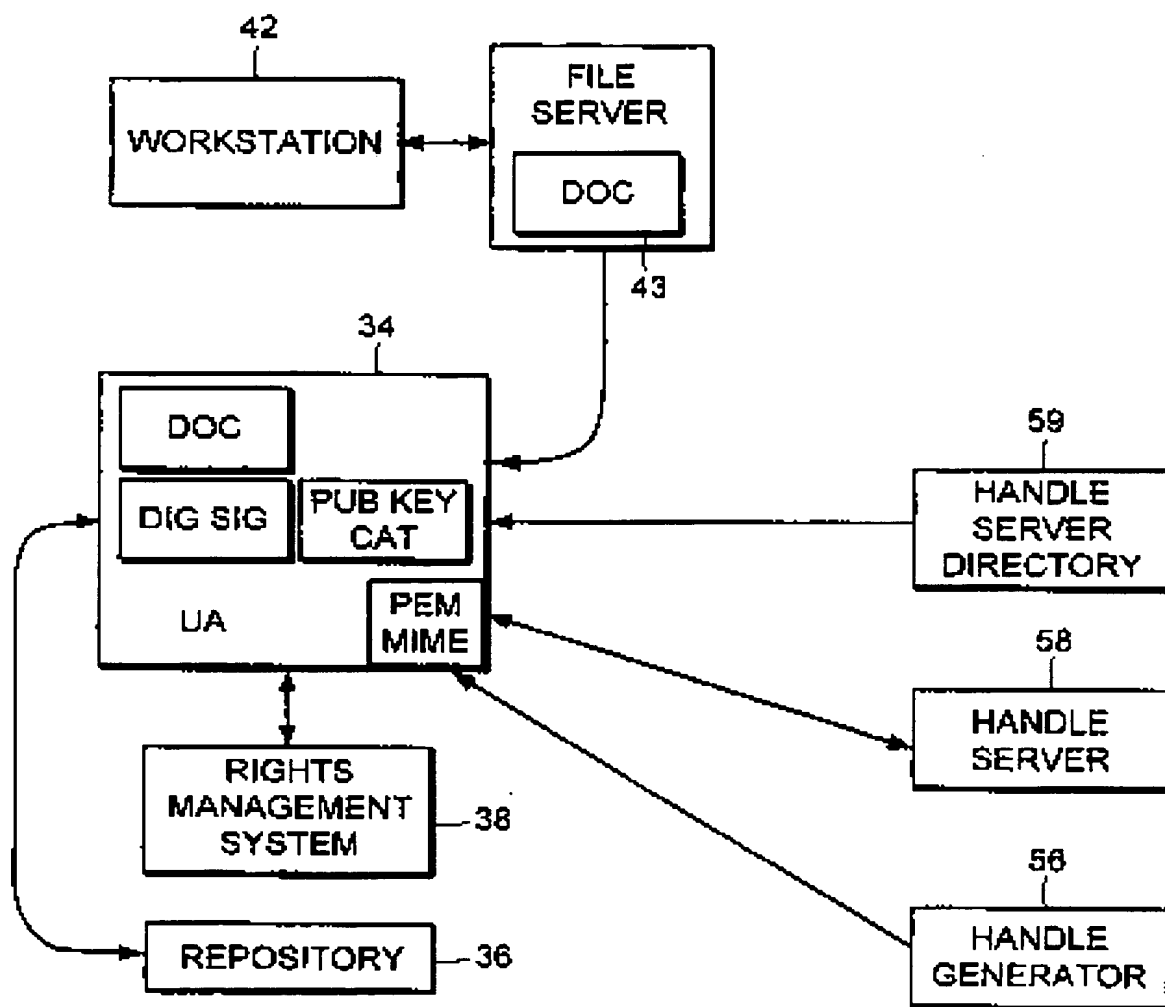 42
WORKSTATION
FILE
SERVER
DOC
43
34
DOC
DIG SIG
PUB KEY
CAT
UA
PEM
MIME
59
HANDLE
SERVER
DIRECTORY
58
HANDLE
SERVER
RIGHTS
MANAGEMENT
SYSTEM
38
56
HANDLE
GENERATOR
REPOSITORY
36